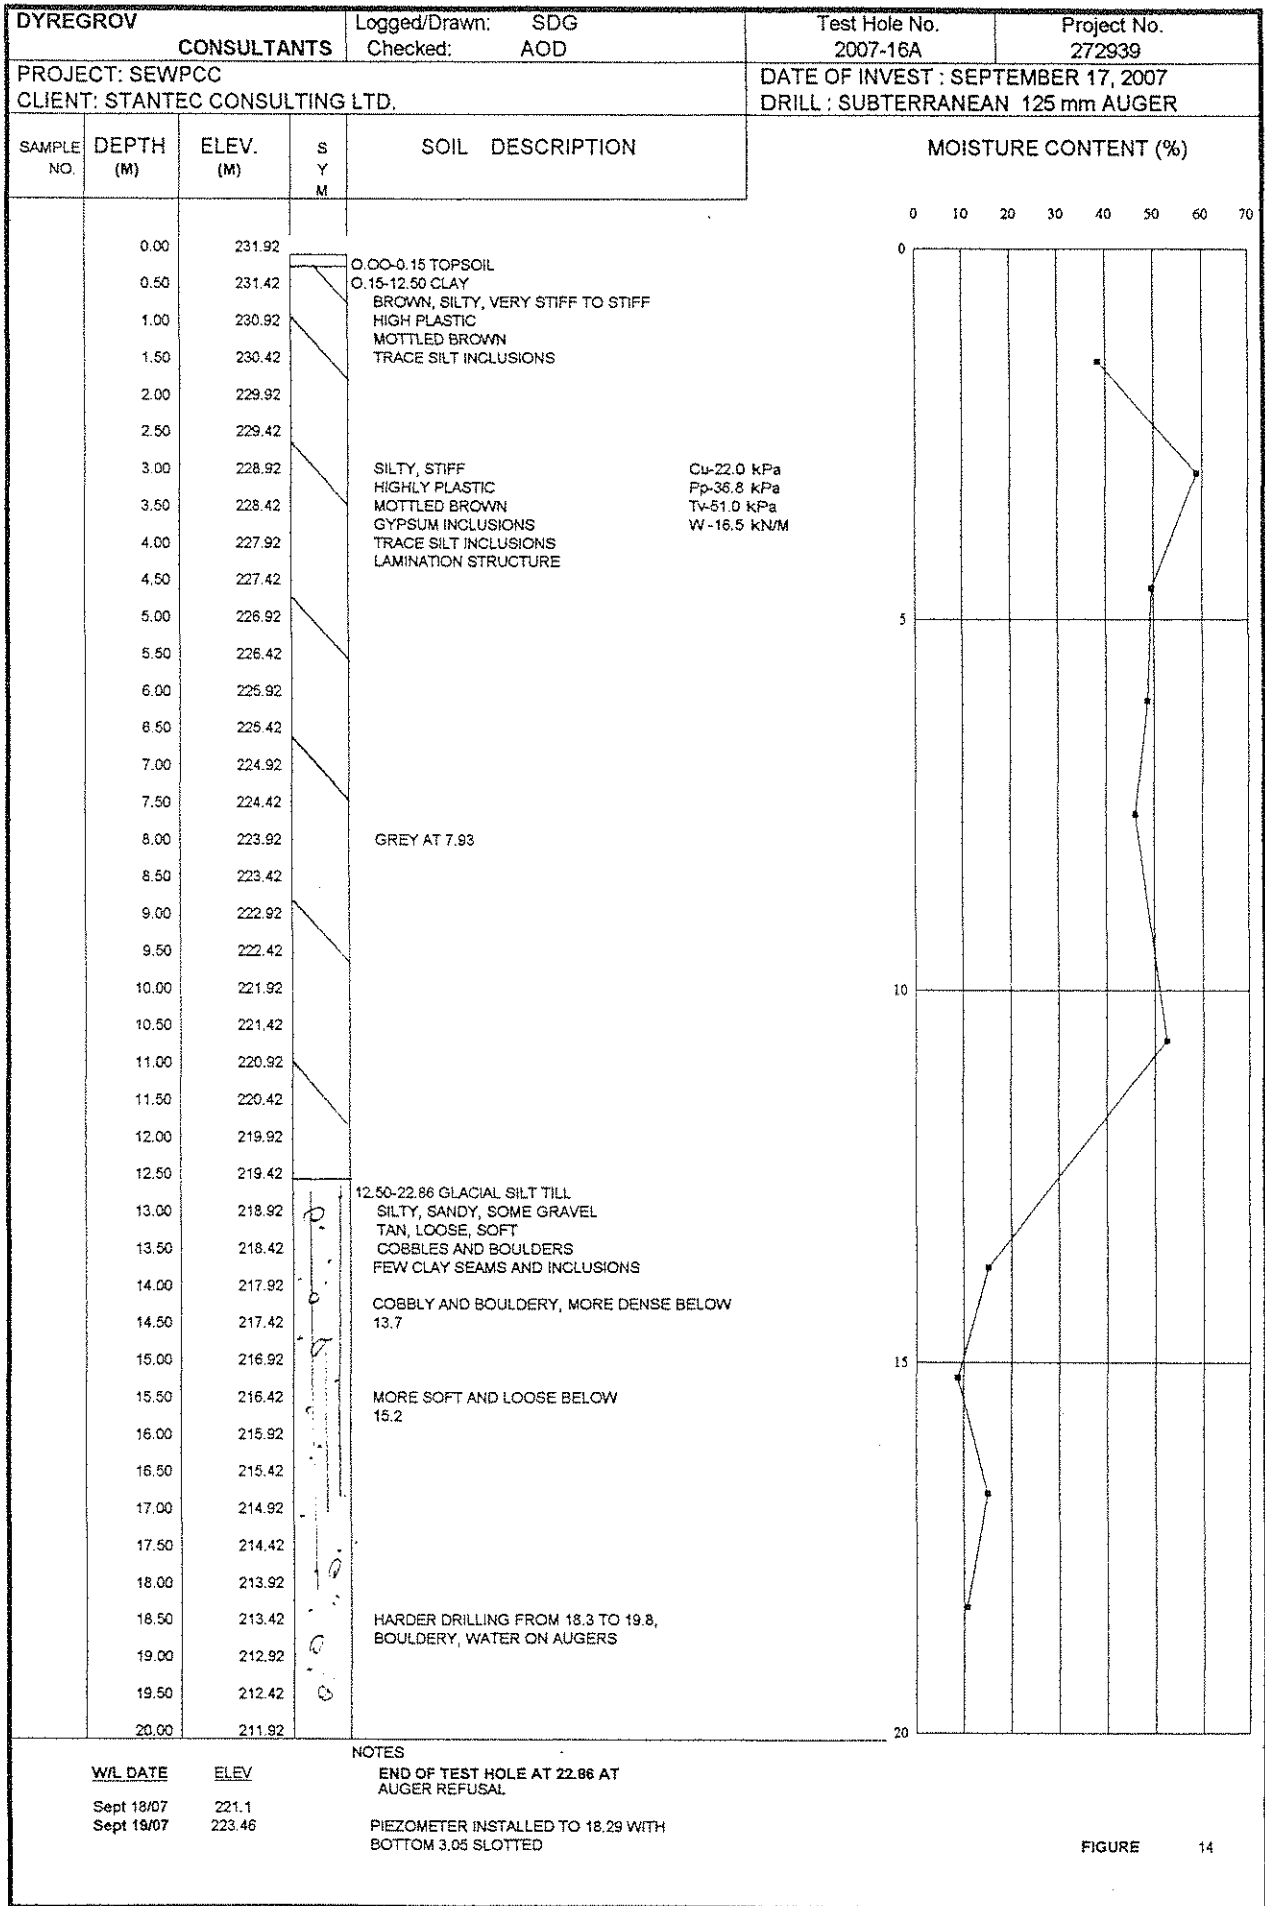 DYREGROV
CONSULTANTS
Logged/Drawn: SDG
Checked: AOD
Test Hole No.
2007-16A
Project No.
272939
PROJECT: SEWPCC
CLIENT: STANTEC CONSULTING LTD.
DATE OF INVEST : SEPTEMBER 17, 2007
DRILL : SUBTERRANEAN 125 mm AUGER
SAMPLE NO.
DEPTH (M)
ELEV. (M)
S Y M
SOIL DESCRIPTION
MOISTURE CONTENT (%)
0 10 20 30 40 50 60 70
0.00 231.92
0.50 231.42
1.00 230.92
1.50 230.42
2.00 229.92
2.50 229.42
3.00 228.92
3.50 228.42
4.00 227.92
4.50 227.42
5.00 226.92
5.50 226.42
6.00 225.92
6.50 225.42
7.00 224.92
7.50 224.42
8.00 223.92
8.50 223.42
9.00 222.92
9.50 222.42
10.00 221.92
10.50 221.42
11.00 220.92
11.50 220.42
12.00 219.92
12.50 219.42
13.00 218.92
13.50 218.42
14.00 217.92
14.50 217.42
15.00 216.92
15.50 216.42
16.00 215.92
16.50 215.42
17.00 214.92
17.50 214.42
18.00 213.92
18.50 213.42
19.00 212.92
19.50 212.42
20.00 211.92
0.00-0.15 TOPSOIL
0.15-12.50 CLAY
BROWN, SILTY, VERY STIFF TO STIFF
HIGH PLASTIC
MOTTLED BROWN
TRACE SILT INCLUSIONS
SILTY, STIFF
HIGHLY PLASTIC
MOTTLED BROWN
GYPSUM INCLUSIONS
TRACE SILT INCLUSIONS
LAMINATION STRUCTURE
Cu-22.0 kPa
Pp-36.8 kPa
Tv-51.0 kPa
W-16.5 kN/M
GREY AT 7.93
12.50-22.86 GLACIAL SILT TILL
SILTY, SANDY, SOME GRAVEL
TAN, LOOSE, SOFT
COBBLES AND BOULDERS
FEW CLAY SEAMS AND INCLUSIONS
COBBLY AND BOULDERY, MORE DENSE BELOW
13.7
MORE SOFT AND LOOSE BELOW
15.2
HARDER DRILLING FROM 18.3 TO 19.8,
BOULDERY, WATER ON AUGERS
0
5
10
15
20
W/L DATE ELEV
Sept 18/07 221.1
Sept 19/07 223.46
NOTES
END OF TEST HOLE AT 22.86 AT
AUGER REFUSAL
PIEZOMETER INSTALLED TO 18.29 WITH
BOTTOM 3.05 SLOTTED
FIGURE 14